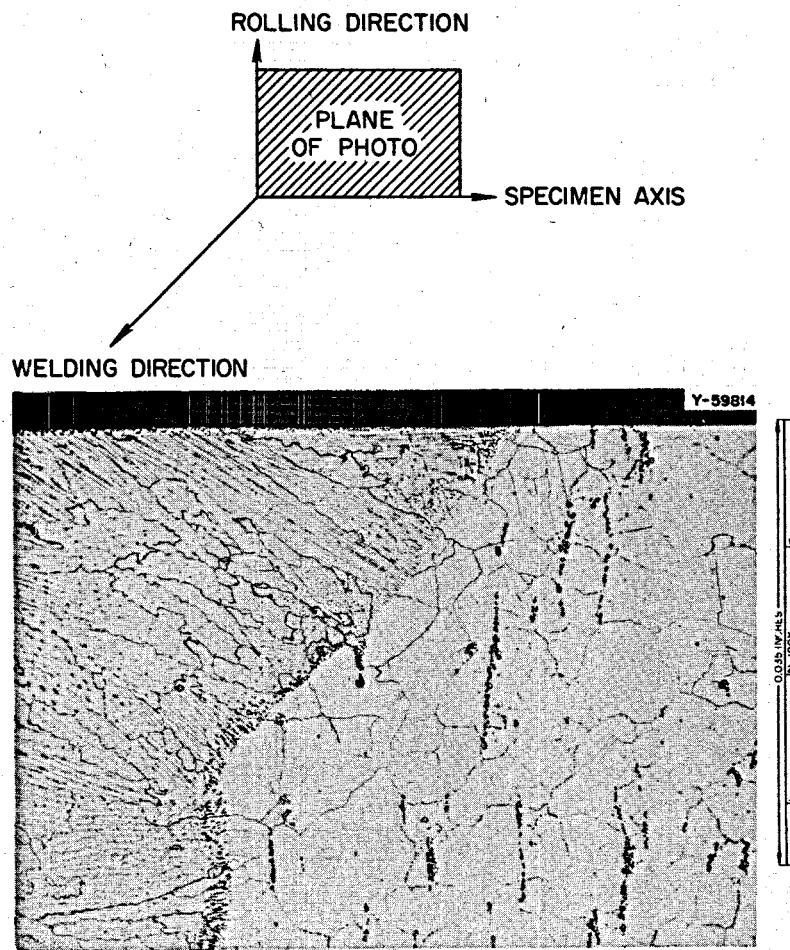 ROLLING DIRECTION
PLANE
OF PHOTO
SPECIMEN AXIS
WELDING DIRECTION
Y-59814
0.035 INCHES